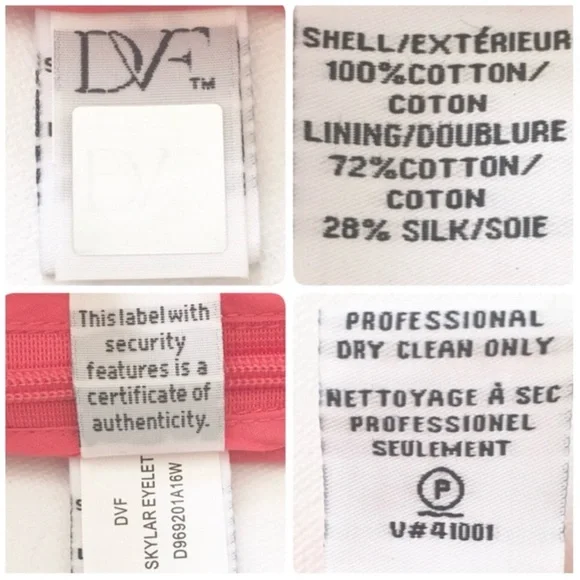 DVF™
DVF
SHELL/EXTÉRIEUR
100%COTTON/
COTON
LINING/DOUBLURE
72%COTTON/
COTON
28% SILK/SOIE
This label with
security
features is a
certificate of
authenticity.
DVF
SKYLAR EYELET
D969201A16W
PROFESSIONAL
DRY CLEAN ONLY
NETTOYAGE À SEC
PROFESSIONEL
SEULEMENT
P
V#41001